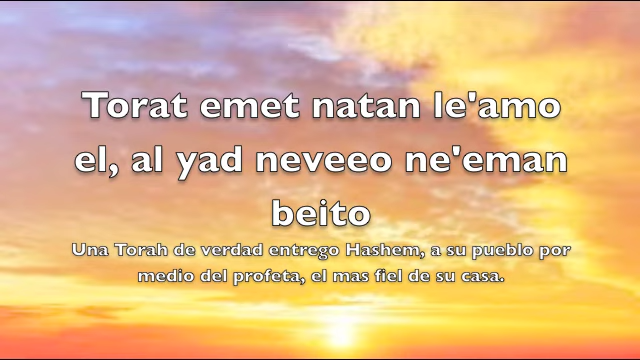 Torat emet natan le'amo
el, al yad neveeo ne'eman
beito
Una Torah de verdad entrego Hashem, a su pueblo por
medio del profeta, el mas fiel de su casa.